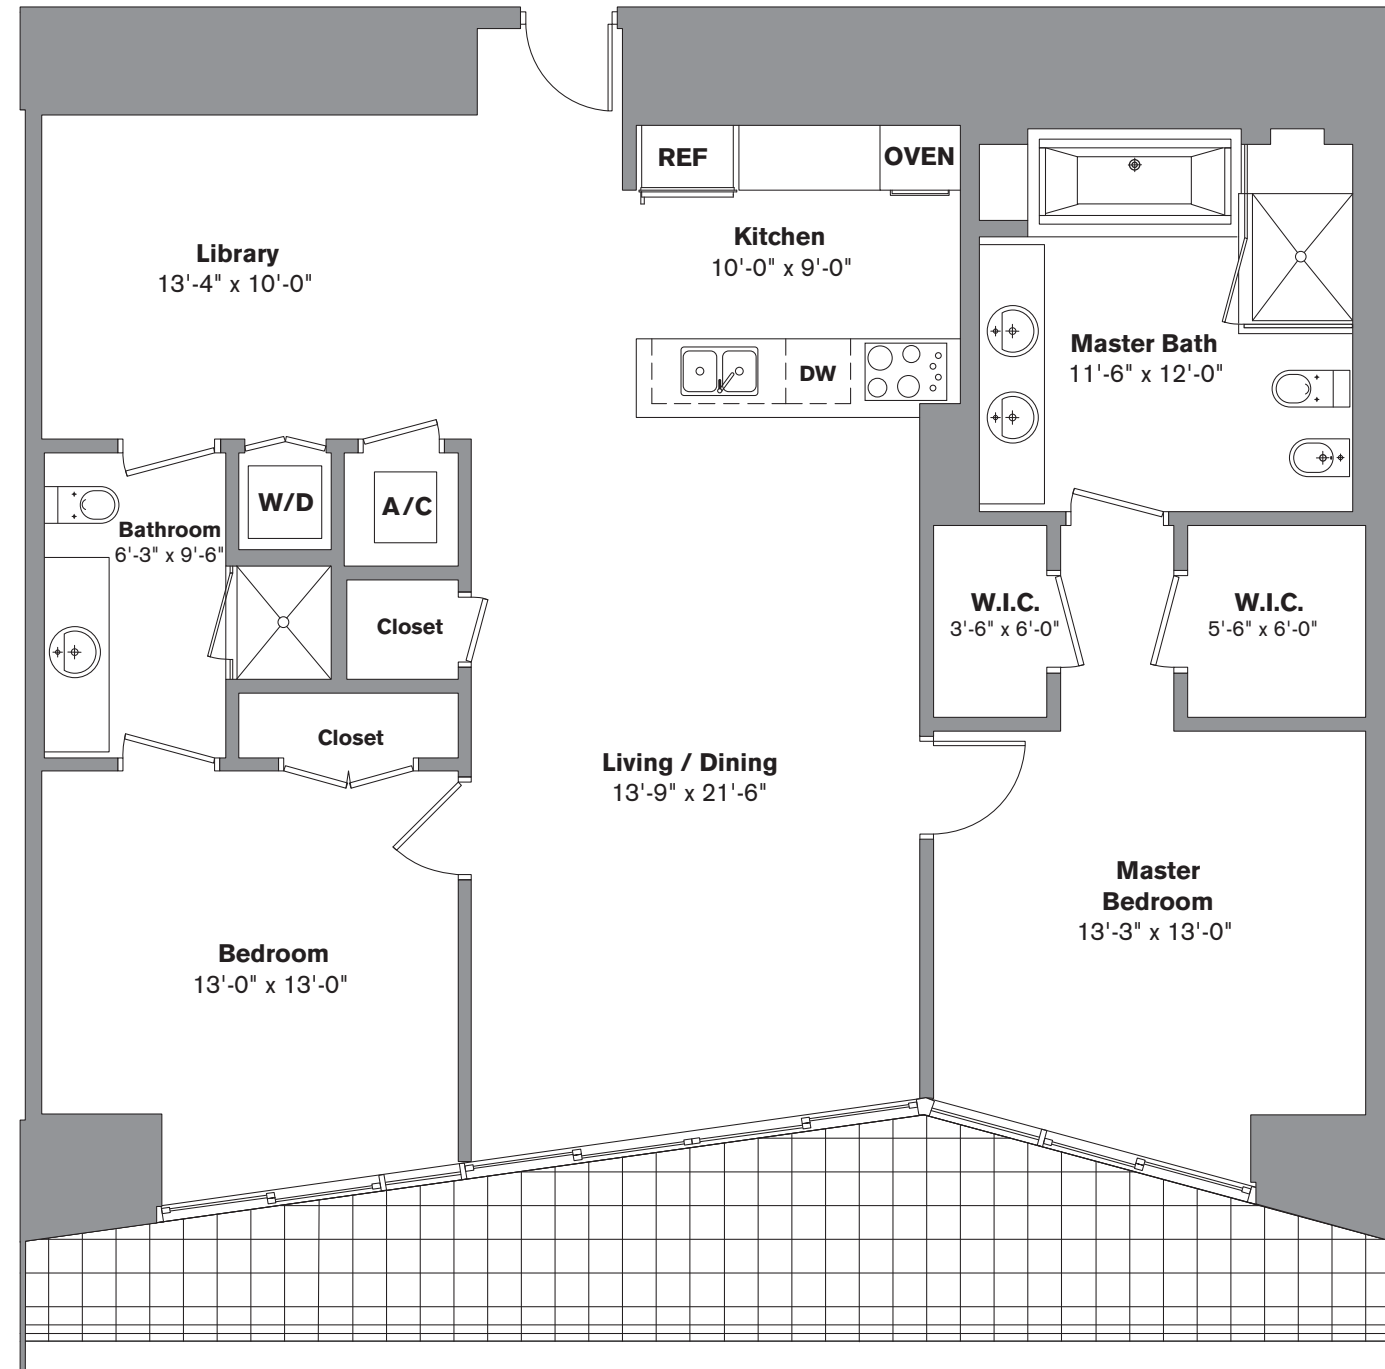 REF
OVEN
Library
13'-4" x 10'-0"
Kitchen
10'-0" x 9'-0"
Master Bath
11'-6" x 12'-0"
DW
W/D
A/C
Bathroom
6'-3" x 9'-6"
Closet
W.I.C.
3'-6" x 6'-0"
W.I.C.
5'-6" x 6'-0"
Closet
Living / Dining
13'-9" x 21'-6"
Master
Bedroom
13'-3" x 13'-0"
Bedroom
13'-0" x 13'-0"